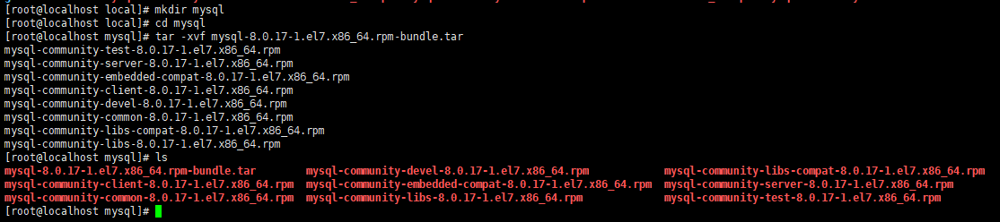 [root@localhost local]# mkdir mysql
[root@localhost local]# cd mysql
[root@localhost mysql]# tar -xvf mysql-8.0.17-1.el7.x86_64.rpm-bundle.tar
mysql-community-test-8.0.17-1.el7.x86_64.rpm
mysql-community-server-8.0.17-1.el7.x86_64.rpm
mysql-community-embedded-compat-8.0.17-1.el7.x86_64.rpm
mysql-community-client-8.0.17-1.el7.x86_64.rpm
mysql-community-devel-8.0.17-1.el7.x86_64.rpm
mysql-community-common-8.0.17-1.el7.x86_64.rpm
mysql-community-libs-compat-8.0.17-1.el7.x86_64.rpm
mysql-community-libs-8.0.17-1.el7.x86_64.rpm
[root@localhost mysql]# ls
mysql-8.0.17-1.el7.x86_64.rpm-bundle.tar mysql-community-devel-8.0.17-1.el7.x86_64.rpm mysql-community-libs-compat-8.0.17-1.el7.x86_64.rpm
mysql-community-client-8.0.17-1.el7.x86_64.rpm mysql-community-embedded-compat-8.0.17-1.el7.x86_64.rpm mysql-community-server-8.0.17-1.el7.x86_64.rpm
mysql-community-common-8.0.17-1.el7.x86_64.rpm mysql-community-libs-8.0.17-1.el7.x86_64.rpm mysql-community-test-8.0.17-1.el7.x86_64.rpm
[root@localhost mysql]#